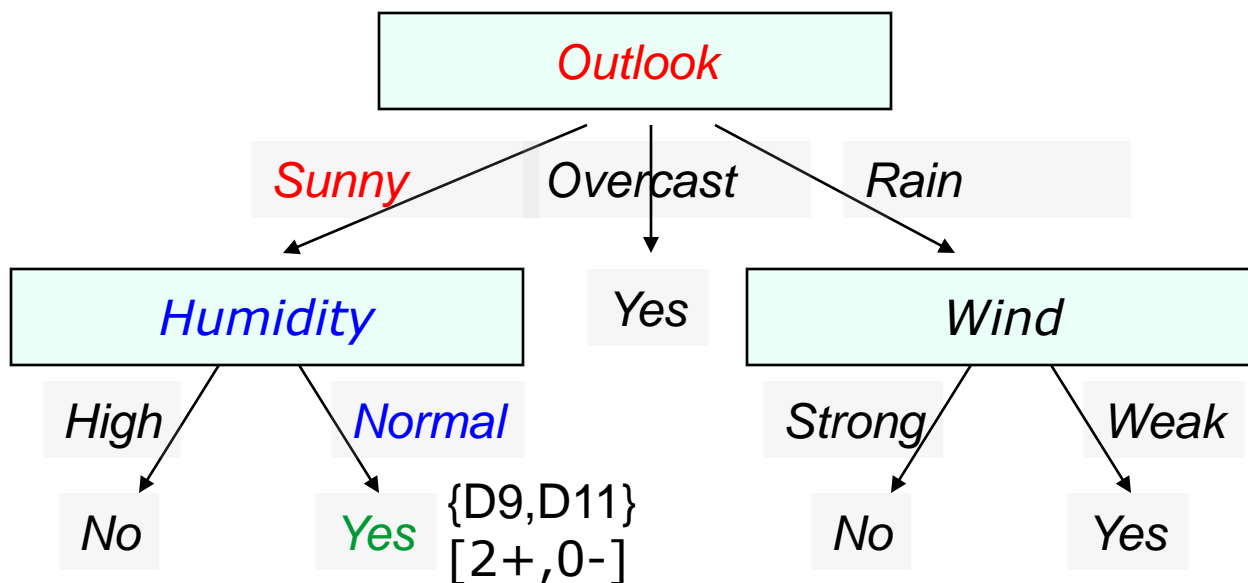 Outlook
Sunny
Overcast
Rain
Humidity
Yes
Wind
High
Normal
Strong
Weak
No
Yes
{D9,D11}
[2+,0-]
No
Yes